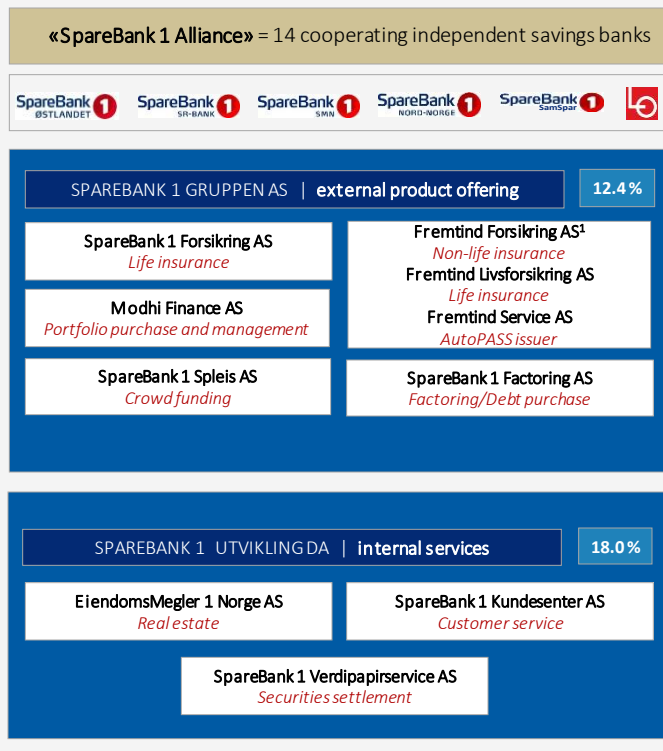 «SpareBank 1 Alliance» = 14 cooperating independent savings banks
SpareBank 1 ØSTLANDET
SpareBank 1 SR-BANK
SpareBank 1 SMN
SpareBank 1 NORD-NORGE
SpareBank 1 SamSpar
LO
SPAREBANK 1 GRUPPEN AS | external product offering
12.4 %
SpareBank 1 Forsikring AS
Life insurance
Fremtind Forsikring AS¹
Non-life insurance
Fremtind Livsforsikring AS
Life insurance
Fremtind Service AS
AutoPASS issuer
Modhi Finance AS
Portfolio purchase and management
SpareBank 1 Spleis AS
Crowd funding
SpareBank 1 Factoring AS
Factoring/Debt purchase
SPAREBANK 1 UTVIKLING DA | internal services
18.0 %
EiendomsMegler 1 Norge AS
Real estate
SpareBank 1 Kundesenter AS
Customer service
SpareBank 1 Verdipapirservice AS
Securities settlement